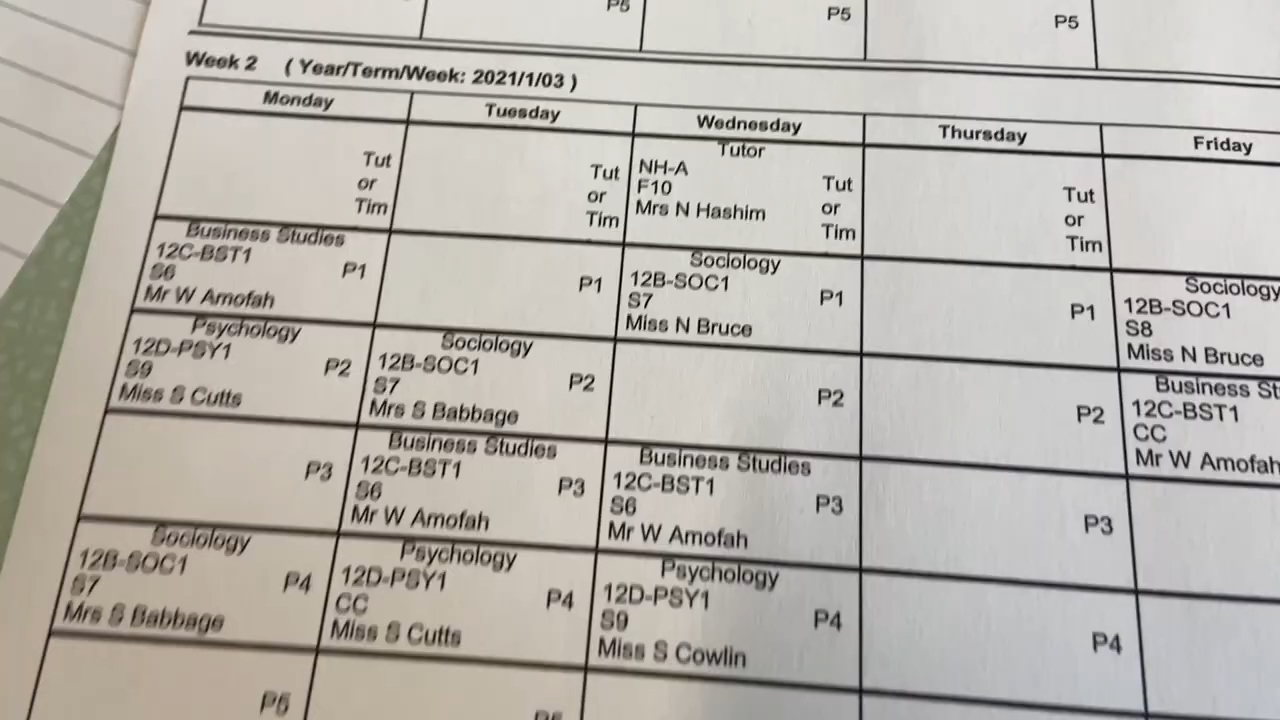 P5
P5
P5
Week 2 ( Year/Term/Week: 2021/1/03 )
Monday
Tuesday
Wednesday
Thursday
Friday
Tut
or
Tim
Tut
or
Tim
Tutor
NH-A
F10
Mrs N Hashim
Tut
or
Tim
Tut
or
Tim
Business Studies
12C-BST1
S6
P1
Mr W Amofah
P1
Sociology
12B-SOC1
S7
P1
Miss N Bruce
P1
Sociology
12B-SOC1
S8
Miss N Bruce
Psychology
12D-PSY1
S9
P2
Miss S Cutts
Sociology
12B-SOC1
S7
P2
Mrs S Babbage
P2
P2
Business St
12C-BST1
CC
Mr W Amofah
P3
Business Studies
12C-BST1
S6
P3
Mr W Amofah
Business Studies
12C-BST1
S6
P3
Mr W Amofah
P3
Sociology
12B-SOC1
S7
P4
Mrs S Babbage
Psychology
12D-PSY1
CC
P4
Miss S Cutts
Psychology
12D-PSY1
S9
P4
Miss S Cowlin
P4
P5
P5